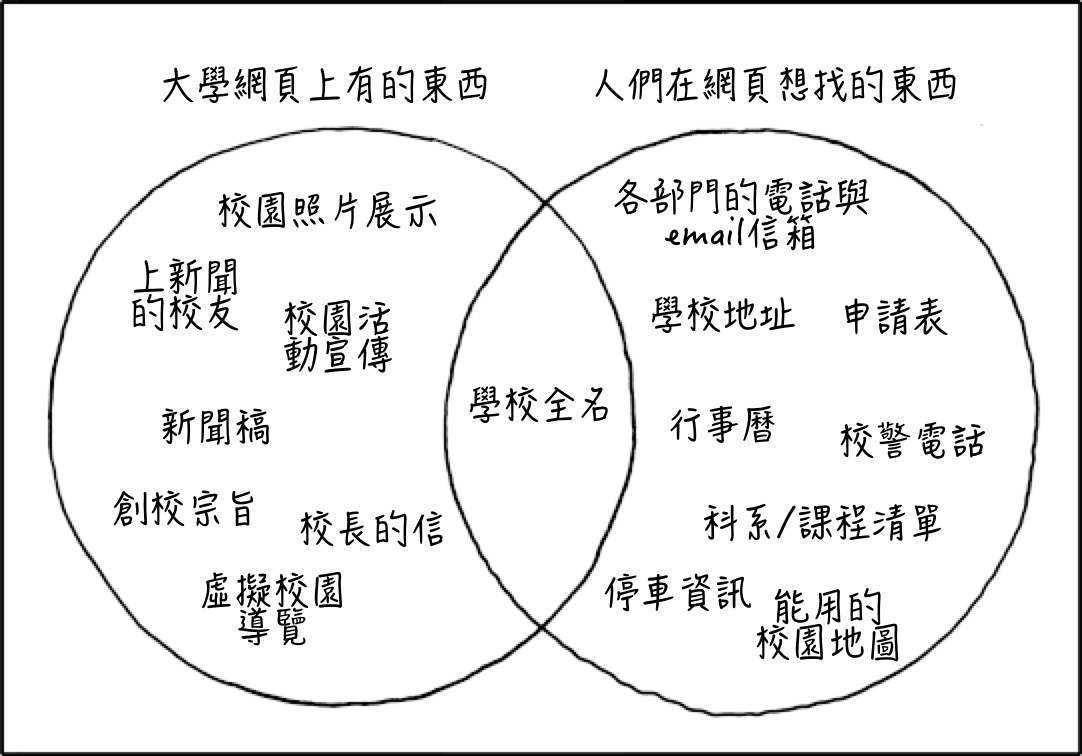 大學網頁上有的東西
人們在網頁想找的東西
校園照片展示
上新聞
的校友
校園活
動宣傳
新聞稿
創校宗旨
校長的信
虛擬校園
導覽
學校全名
各部門的電話與
email信箱
學校地址
申請表
行事曆
校警電話
科系/課程清單
停車資訊
能用的
校園地圖